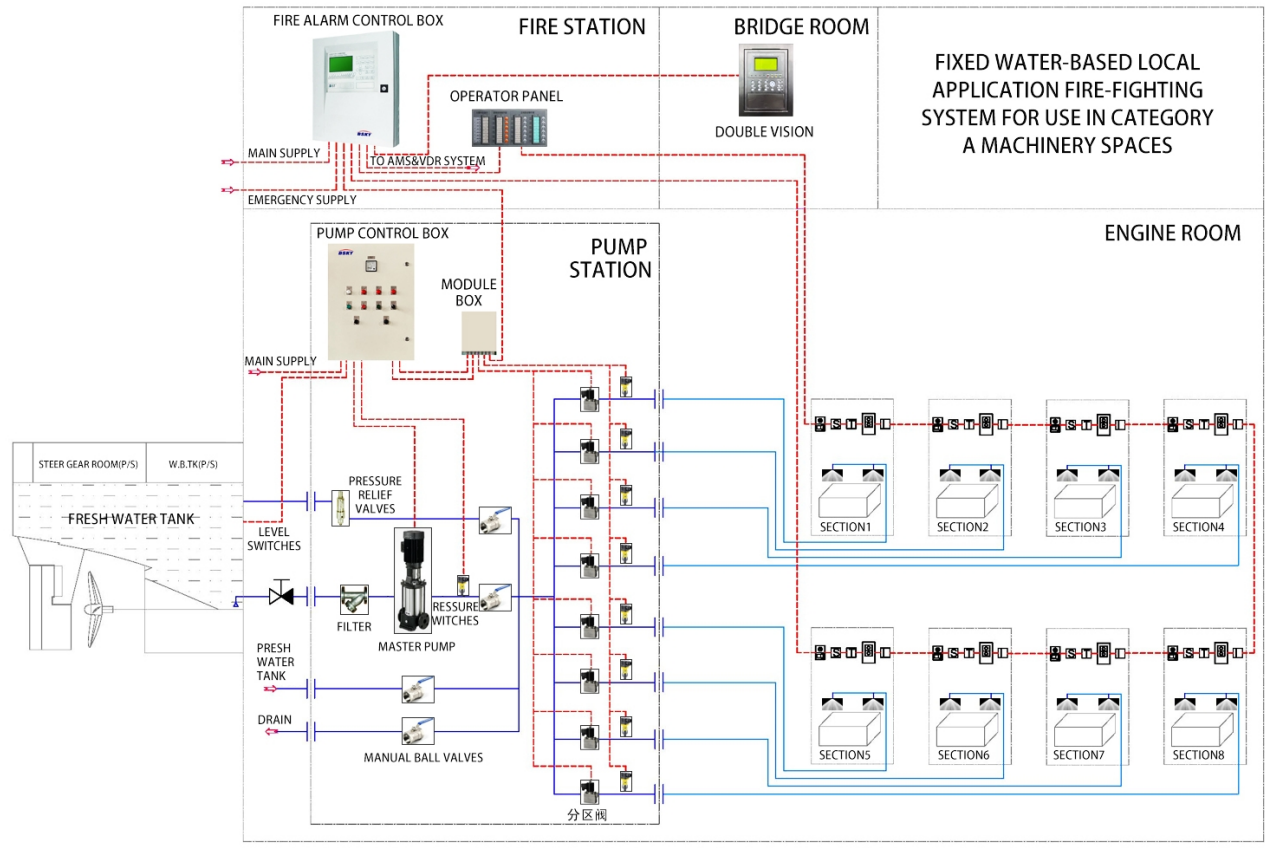 FIRE ALARM CONTROL BOX
FIRE STATION
BRIDGE ROOM
FIXED WATER-BASED LOCAL
APPLICATION FIRE-FIGHTING
SYSTEM FOR USE IN CATEGORY
A MACHINERY SPACES
OPERATOR PANEL
DOUBLE VISION
MAIN SUPPLY
TO AMS&VDR SYSTEM
EMERGENCY SUPPLY
PUMP CONTROL BOX
PUMP
STATION
ENGINE ROOM
MODULE
BOX
MAIN SUPPLY
STEER GEAR ROOM(P/S)
W.B.TK(P/S)
FRESH WATER TANK
LEVEL
SWITCHES
PRESSURE
RELIEF
VALVES
FILTER
MASTER PUMP
RESSURE
WITCHES
PRESH
WATER
TANK
DRAIN
MANUAL BALL VALVES
分区阀
S T
S T
S T
S T
SECTION1
SECTION2
SECTION3
SECTION4
S T
S T
S T
S T
SECTION5
SECTION6
SECTION7
SECTION8